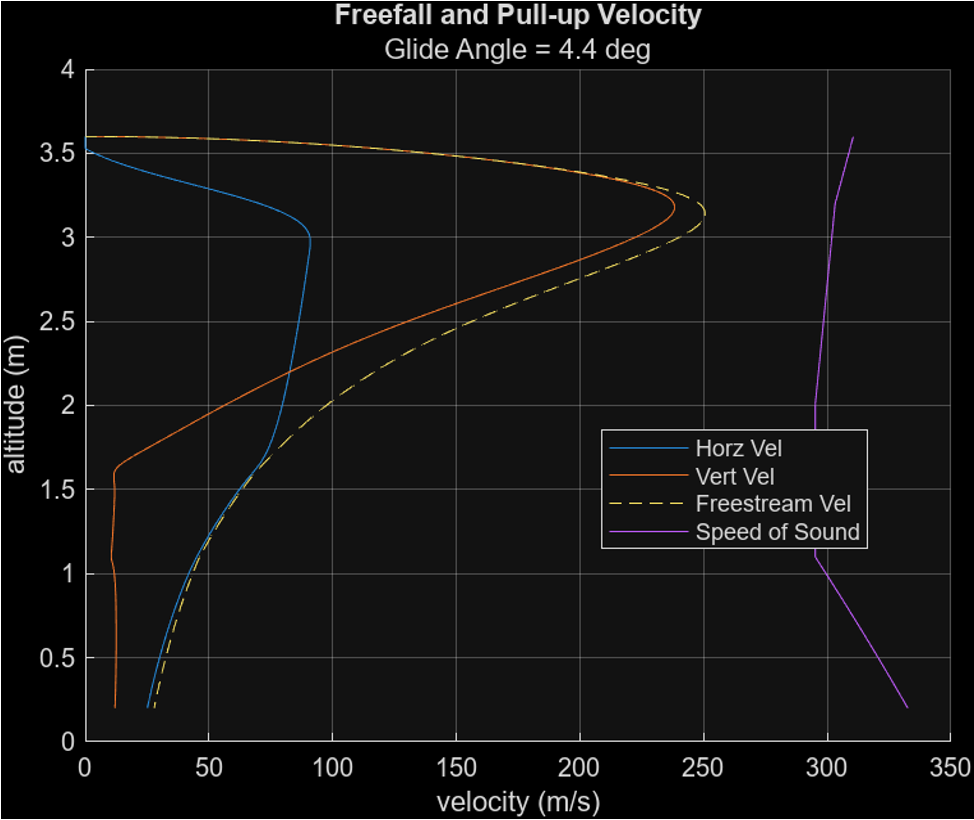 Freefall and Pull-up Velocity
Glide Angle = 4.4 deg
4
3.5
3
2.5
2
1.5
1
0.5
0
altitude (m)
Horz Vel
Vert Vel
Freestream Vel
Speed of Sound
0 50 100 150 200 250 300 350
velocity (m/s)